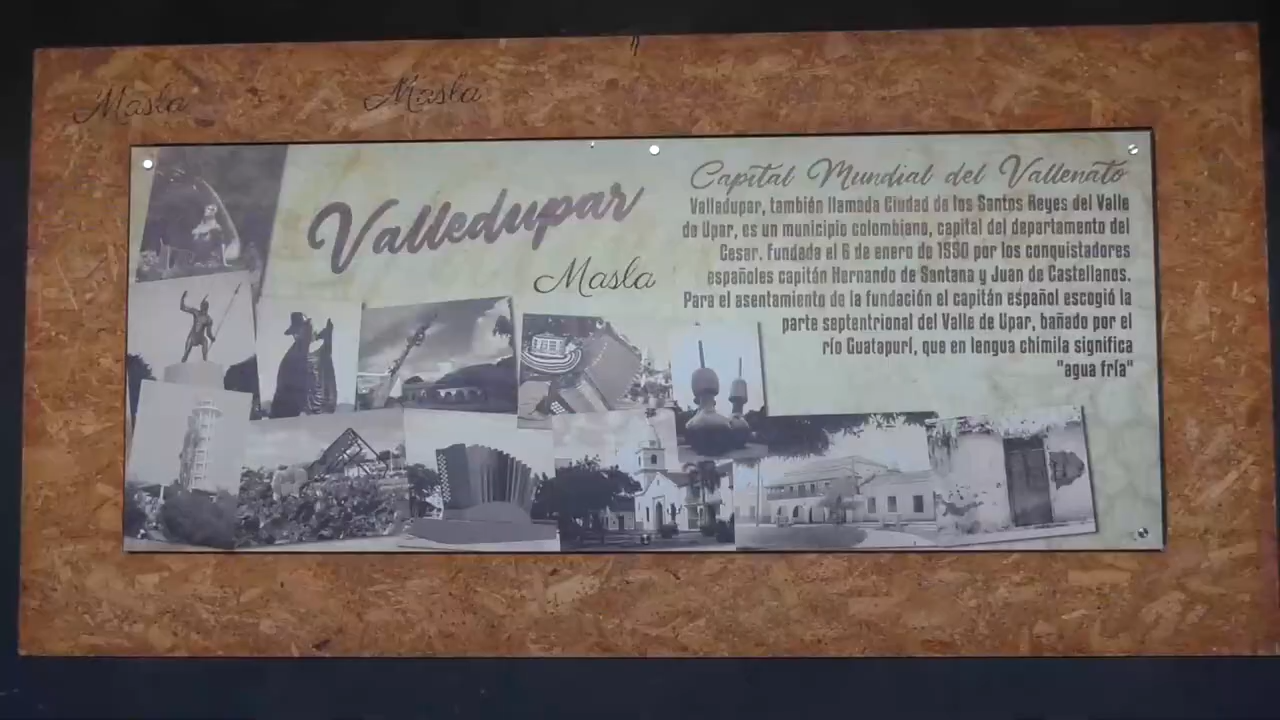 Masla
Masla
Valledupar
Masla
Capital Mundial del Vallenato
Valledupar, también llamada Ciudad de los Santos Reyes del Valle
de Upar, es un municipio colombiano, capital del departamento del
Cesar. Fundada el 6 de enero de 1550 por los conquistadores
españoles capitán Hernando de Santana y Juan de Castellanos.
Para el asentamiento de la fundación el capitán español escogió la
parte septentrional del Valle de Upar, bañado por el
río Guatapurí, que en lengua chimila significa
"agua fría"